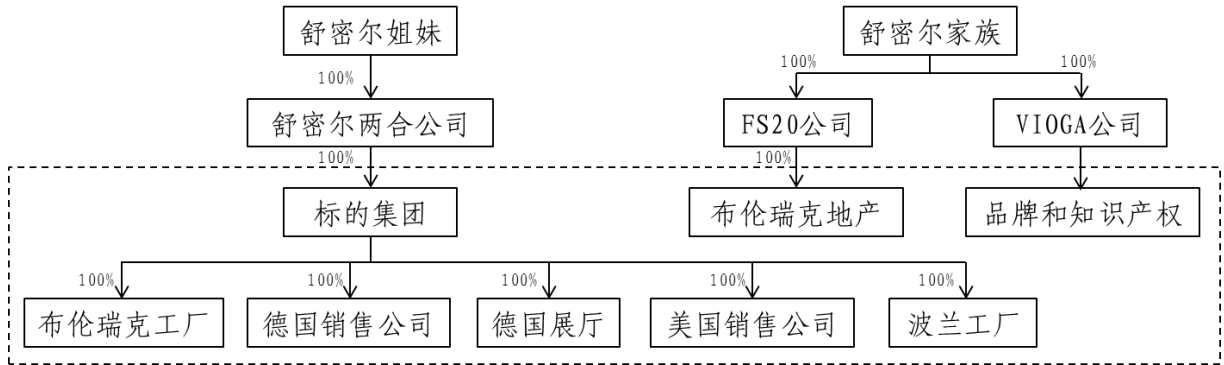 舒密尔姐妹
舒密尔家族
100%
100%
100%
舒密尔两合公司
FS20公司
VIOGA公司
100%
100%
标的集团
布伦瑞克地产
品牌和知识产权
100%
100%
100%
100%
100%
布伦瑞克工厂
德国销售公司
德国展厅
美国销售公司
波兰工厂